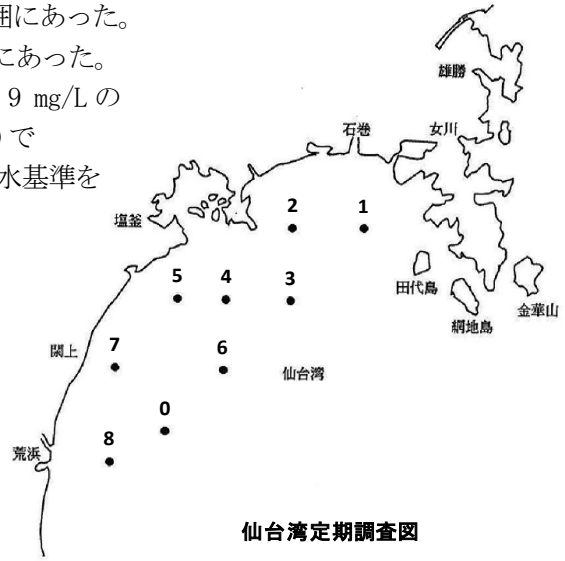 囲にあった。
にあった。
9 mg/L の
) で
水基準を
雄勝
石巻
女川
塩釜
2
1
田代島
金華山
網地島
5
4
3
閖上
7
6
仙台湾
0
荒浜
8
仙台湾定期調査図